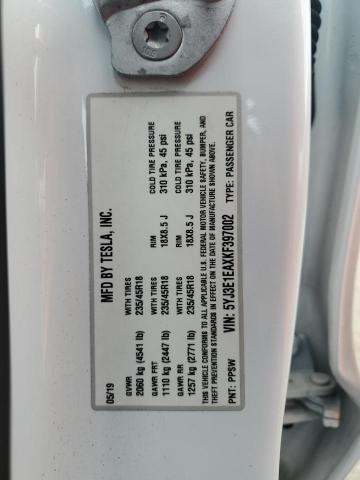 MFD BY TESLA, INC.
05/19
GVWR
2060 kg (4541 lb)
GAWR FRT WITH TIRES RIM COLD TIRE PRESSURE
1110 kg (2447 lb) 235/45R18 18X8.5 J 310 kPa, 45 psi
GAWR RR WITH TIRES RIM COLD TIRE PRESSURE
1257 kg (2771 lb) 235/45R18 18X8.5 J 310 kPa, 45 psi
THIS VEHICLE CONFORMS TO ALL APPLICABLE U.S. FEDERAL MOTOR VEHICLE SAFETY, BUMPER, AND
THEFT PREVENTION STANDARDS IN EFFECT ON THE DATE OF MANUFACTURE SHOWN ABOVE.
VIN: 5YJ3E1EAXKF397002
PNT: PPSW TYPE: PASSENGER CAR